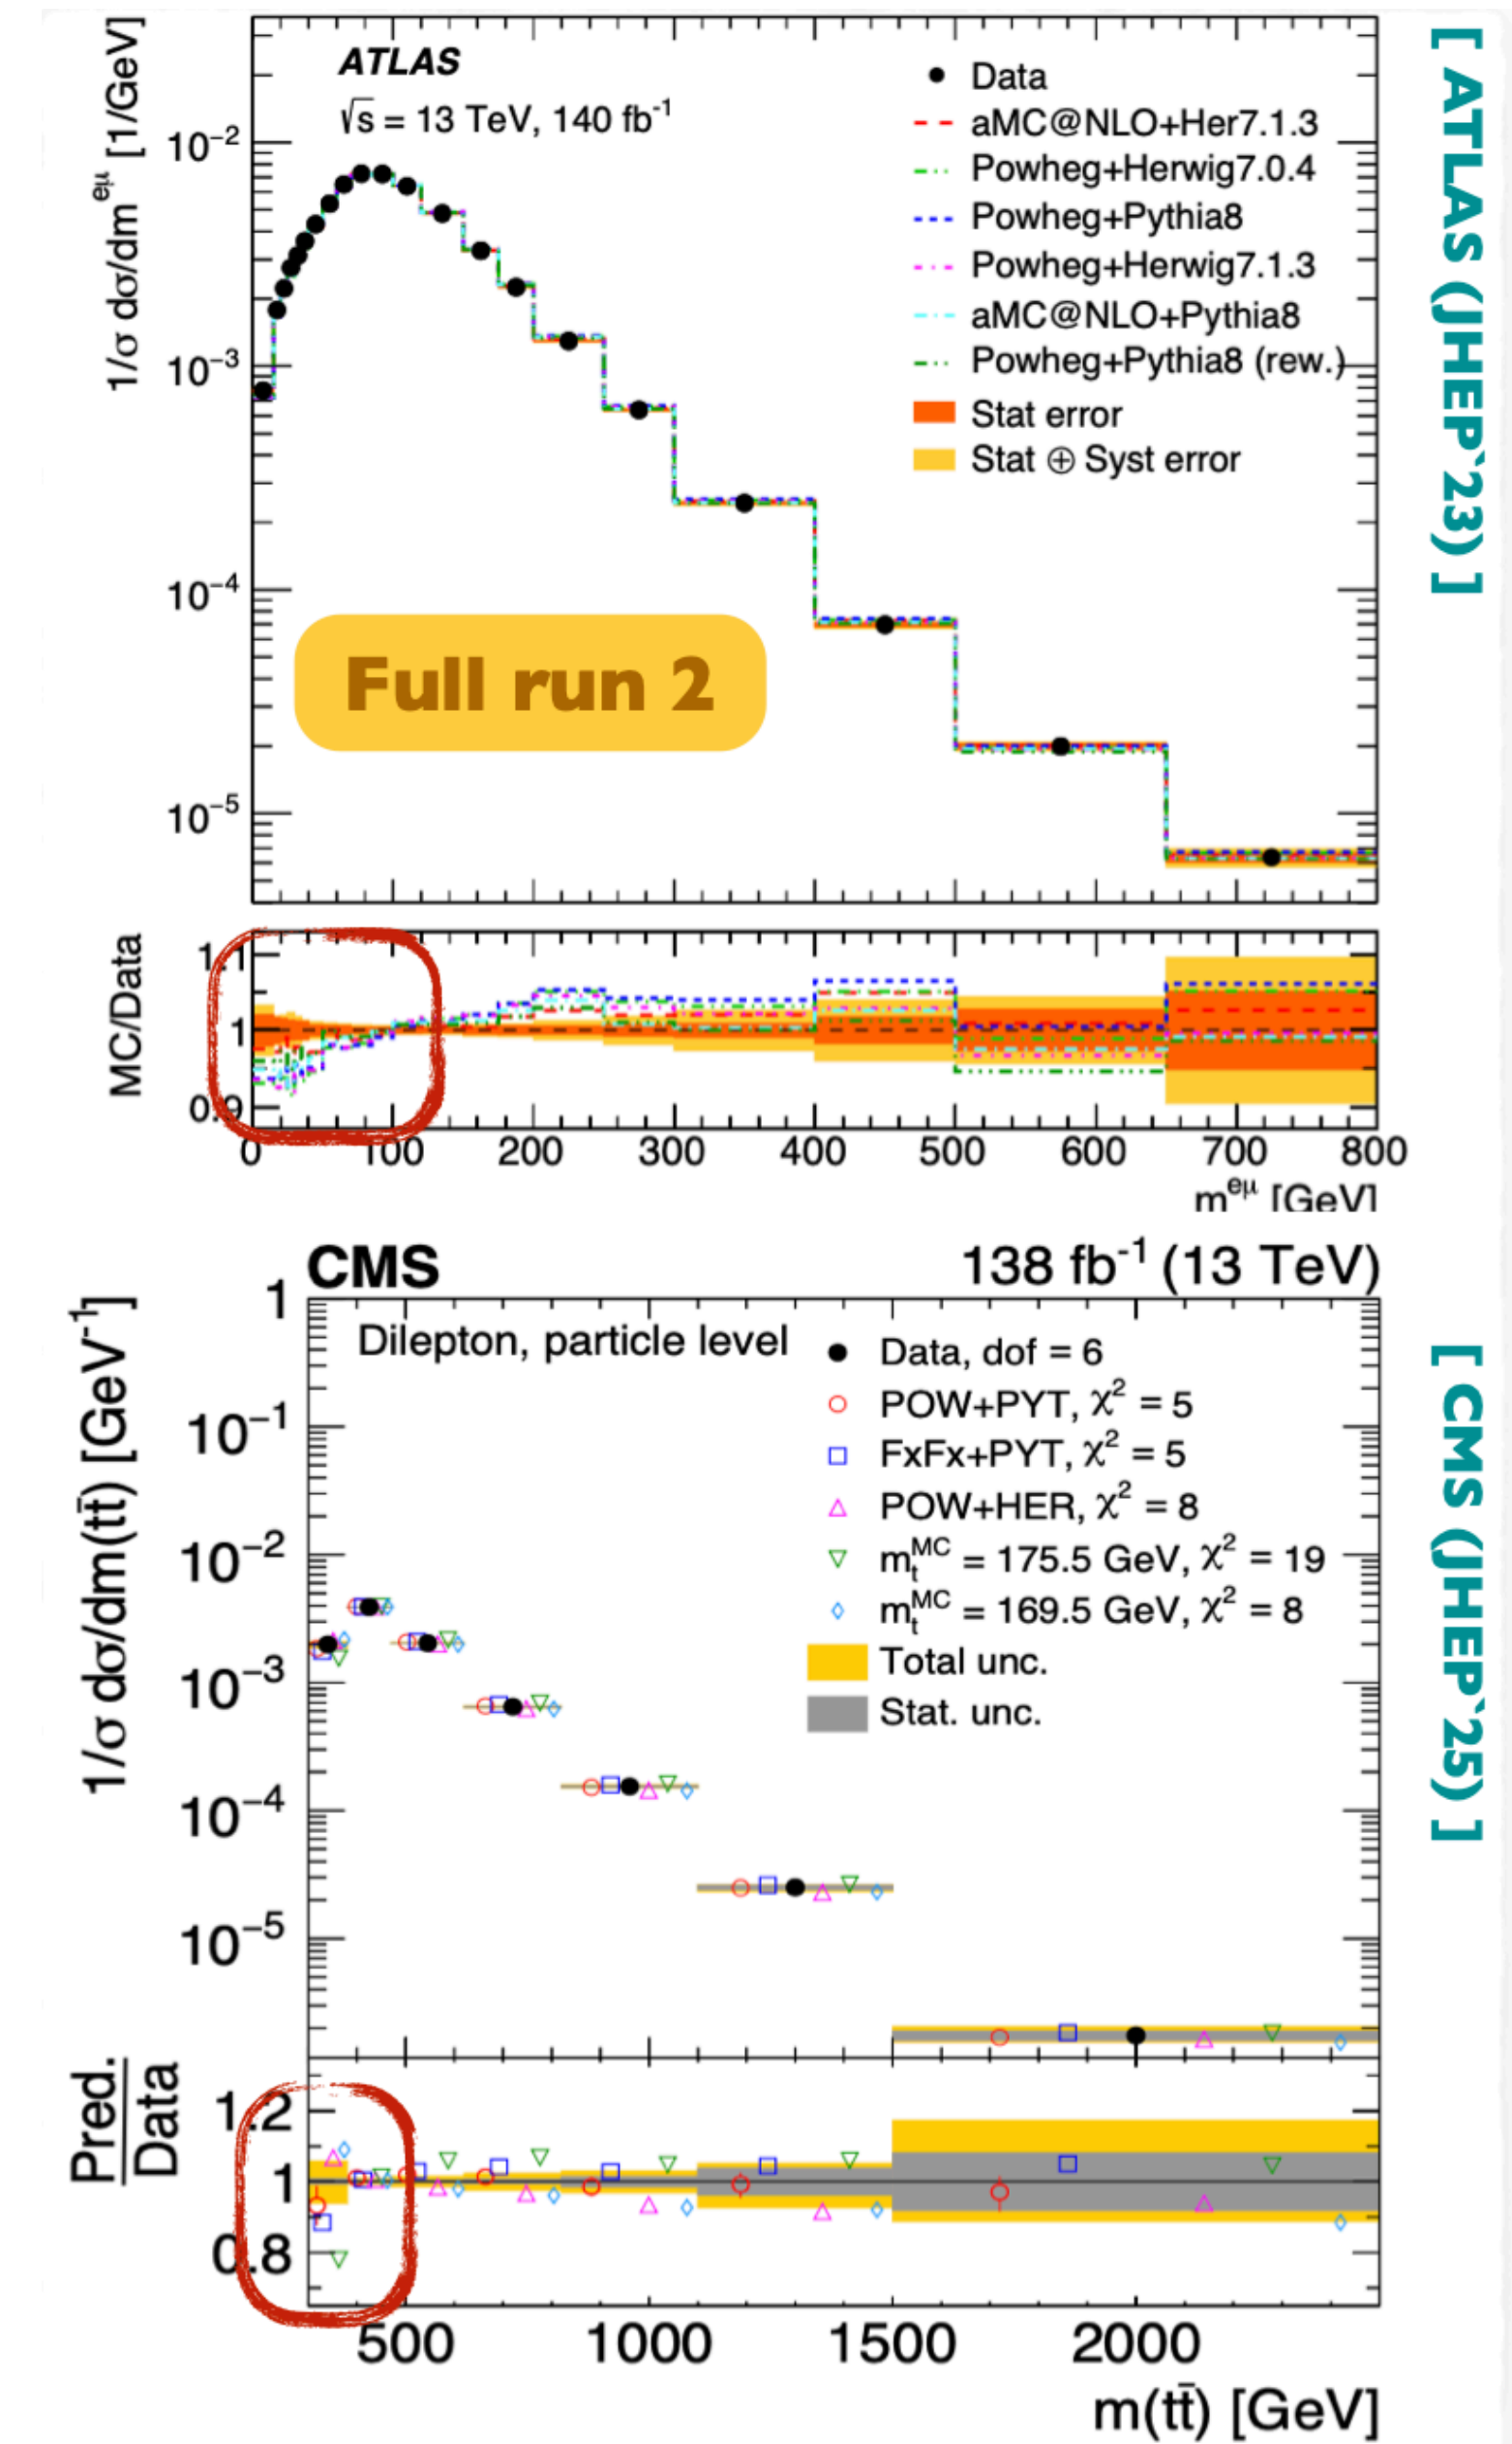 ATLAS
√s = 13 TeV, 140 fb⁻¹
1/σ dσ/dm^eμ [1/GeV]
Data
aMC@NLO+Her7.1.3
Powheg+Herwig7.0.4
Powheg+Pythia8
Powheg+Herwig7.1.3
aMC@NLO+Pythia8
Powheg+Pythia8 (rew.)
Stat error
Stat ⊕ Syst error
10⁻²
10⁻³
10⁻⁴
10⁻⁵
Full run 2
[ ATLAS (JHEP`23) ]
MC/Data
1.1
1
0.9
0 100 200 300 400 500 600 700 800
m^eμ [GeV]
CMS
138 fb⁻¹ (13 TeV)
1/σ dσ/dm(tt̄) [GeV⁻¹]
Dilepton, particle level
Data, dof = 6
POW+PYT, χ² = 5
FxFx+PYT, χ² = 5
POW+HER, χ² = 8
m_t^MC = 175.5 GeV, χ² = 19
m_t^MC = 169.5 GeV, χ² = 8
Total unc.
Stat. unc.
1
10⁻¹
10⁻²
10⁻³
10⁻⁴
10⁻⁵
[ CMS (JHEP`25) ]
Pred.
Data
1.2
1
0.8
500 1000 1500 2000
m(tt̄) [GeV]